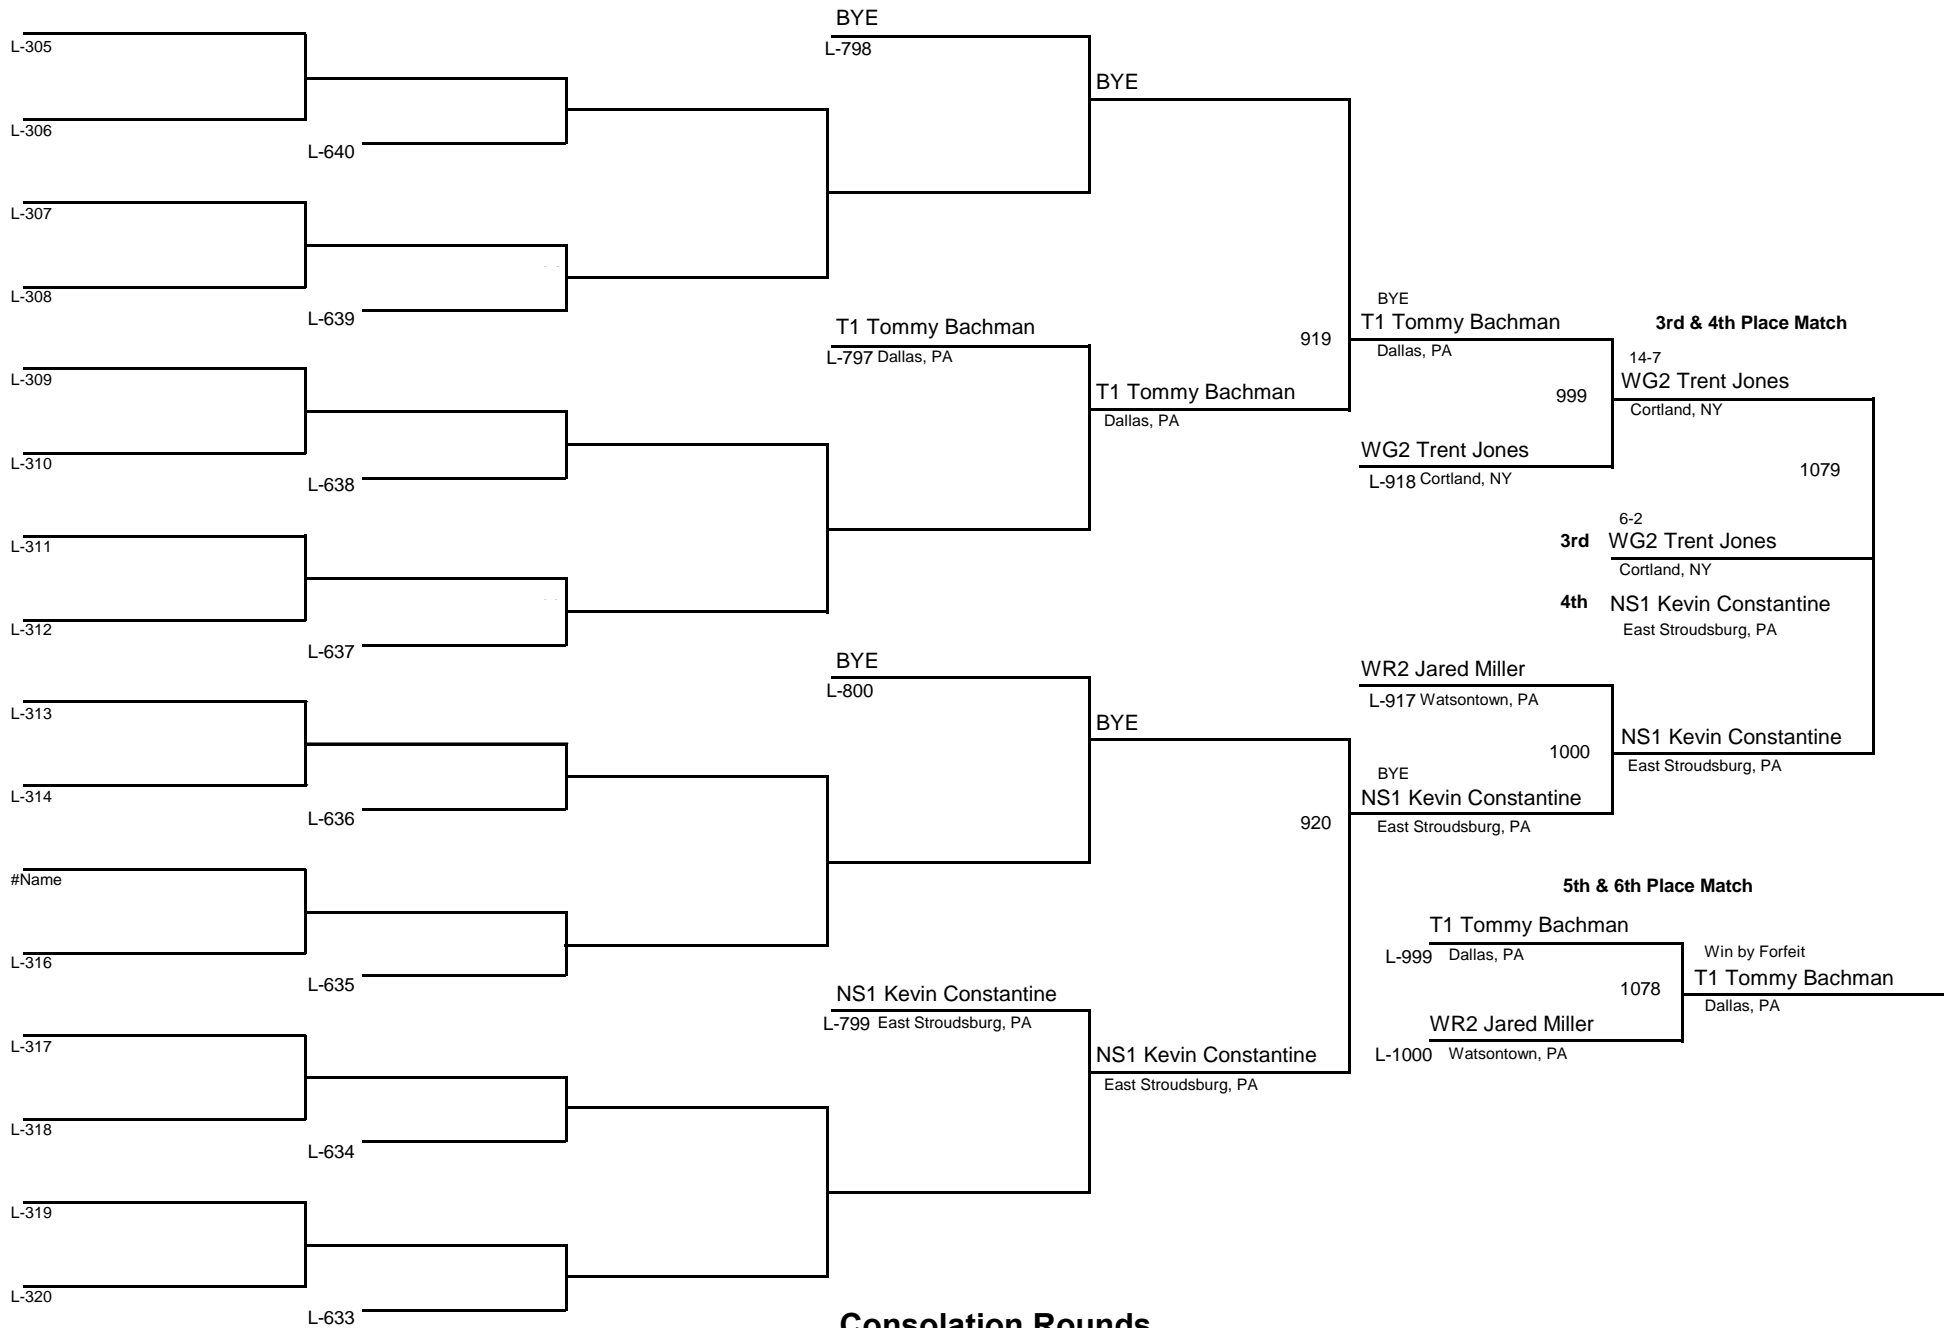 L-305
L-306
L-640
L-307
L-308
L-639
L-309
L-310
L-638
L-311
L-312
L-637
L-313
L-314
L-636
#Name
L-316
L-635
L-317
L-318
L-634
L-319
L-320
L-633
BYE
L-798
T1 Tommy Bachman
L-797 Dallas, PA
BYE
L-800
NS1 Kevin Constantine
L-799 East Stroudsburg, PA
BYE
T1 Tommy Bachman
Dallas, PA
919
BYE
NS1 Kevin Constantine
East Stroudsburg, PA
920
BYE
T1 Tommy Bachman
Dallas, PA
999
WG2 Trent Jones
L-918 Cortland, NY
WR2 Jared Miller
L-917 Watsontown, PA
1000
BYE
NS1 Kevin Constantine
East Stroudsburg, PA
3rd & 4th Place Match
14-7
WG2 Trent Jones
Cortland, NY
1079
6-2
3rd WG2 Trent Jones
Cortland, NY
4th NS1 Kevin Constantine
East Stroudsburg, PA
NS1 Kevin Constantine
East Stroudsburg, PA
5th & 6th Place Match
T1 Tommy Bachman
L-999 Dallas, PA
1078
WR2 Jared Miller
L-1000 Watsontown, PA
Win by Forfeit
T1 Tommy Bachman
Dallas, PA
Consolation Rounds